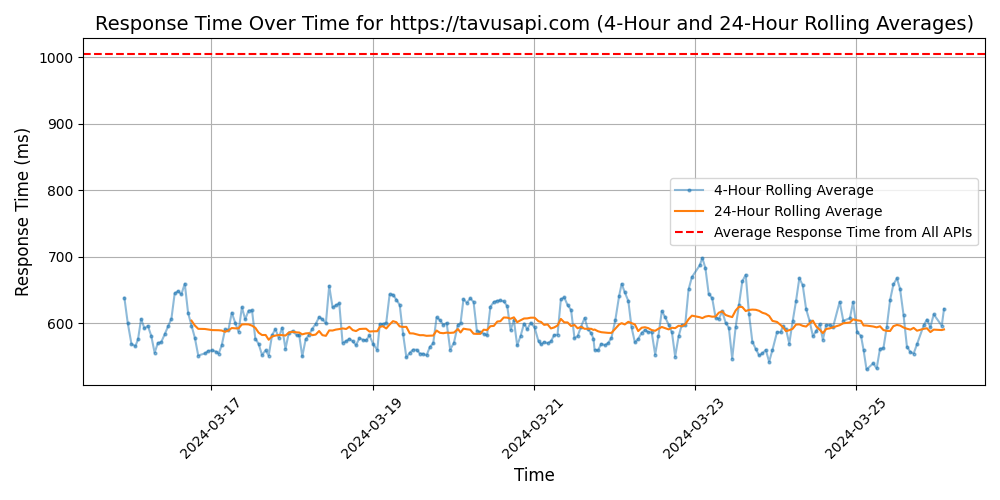 Response Time Over Time for https://tavusapi.com (4-Hour and 24-Hour Rolling Averages)
Response Time (ms)
1000
900
800
700
600
4-Hour Rolling Average
24-Hour Rolling Average
Average Response Time from All APIs
2024-03-17
2024-03-19
2024-03-21
2024-03-23
2024-03-25
Time